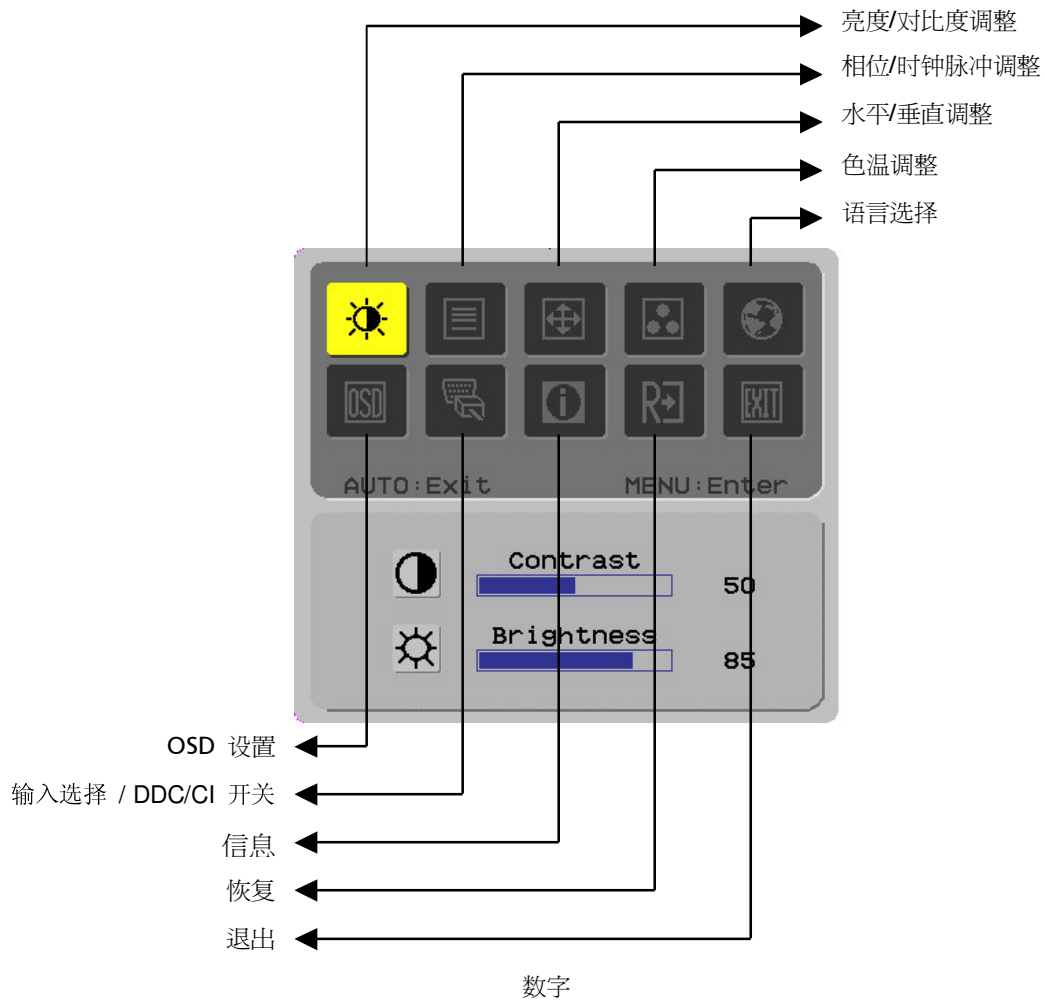 亮度/对比度调整
相位/时钟脉冲调整
水平/垂直调整
色温调整
语言选择
OSD
R
EXIT
AUTO:Exit MENU:Enter
Contrast
50
Brightness
85
OSD 设置
输入选择 / DDC/CI 开关
信息
恢复
退出
数字